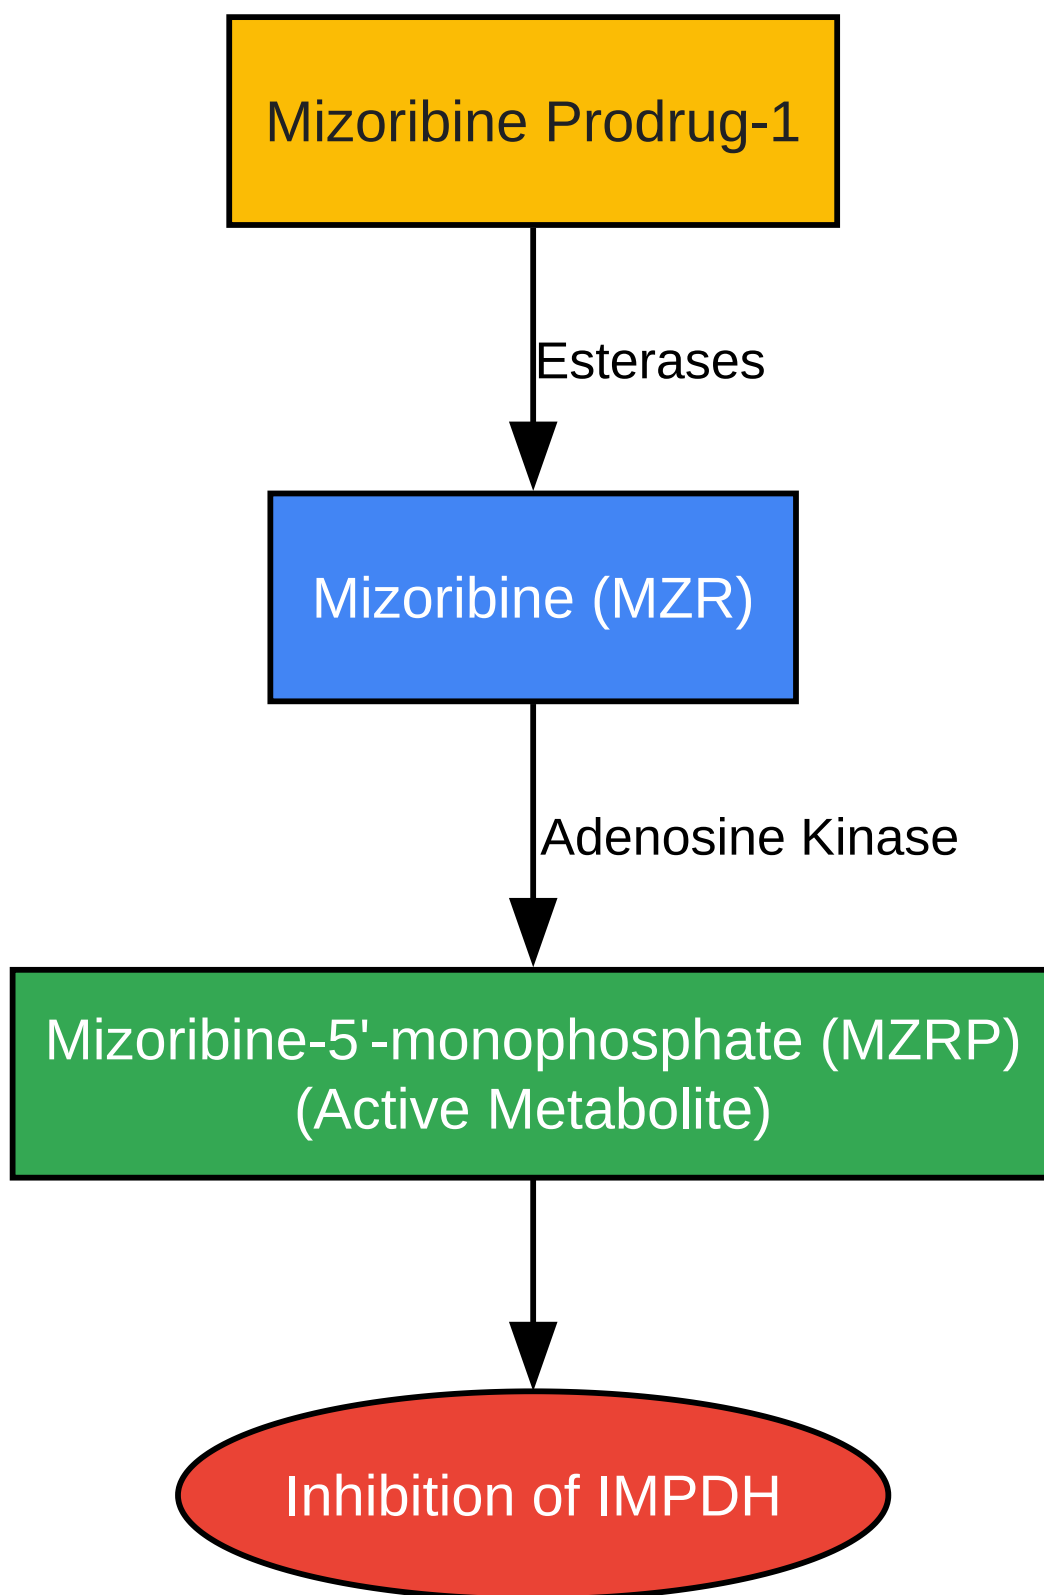 Mizoribine Prodrug-1
Esterases
Mizoribine (MZR)
Adenosine Kinase
Mizoribine-5'-monophosphate (MZRP)
(Active Metabolite)
Inhibition of IMPDH